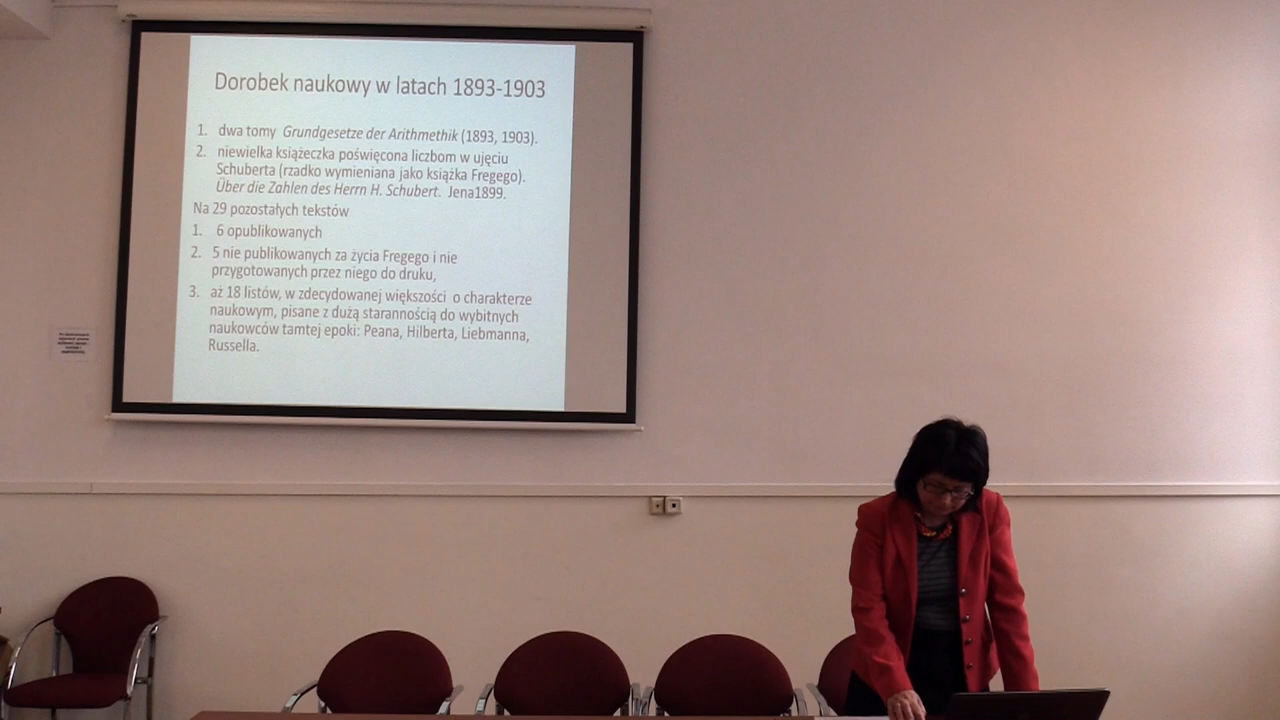 Dorobek naukowy w latach 1893-1903
1. dwa tomy Grundgesetze der Arithmethik (1893, 1903).
2. niewielka książeczka poświęcona liczbom w ujęciu
Schuberta (rzadko wymieniana jako książka Fregego).
Über die Zahlen des Herrn H. Schubert. Jena1899.
Na 29 pozostałych tekstów
1. 6 opublikowanych
2. 5 nie publikowanych za życia Fregego i nie
przygotowanych przez niego do druku,
3. aż 18 listów, w zdecydowanej większości o charakterze
naukowym, pisane z dużą starannością do wybitnych
naukowców tamtej epoki: Peana, Hilberta, Liebmanna,
Russella.